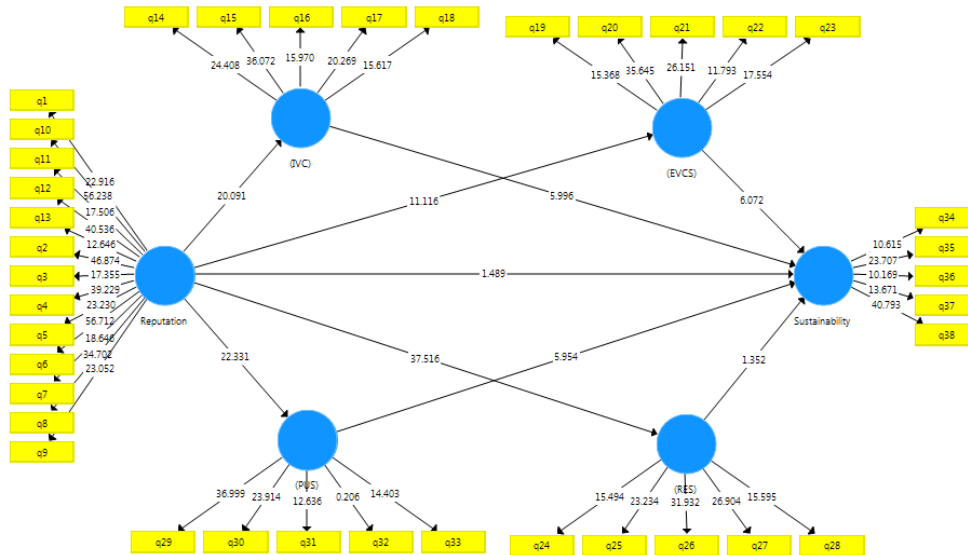 q14 q15 q16 q17 q18
q19 q20 q21 q22 q23
24.408 36.072 15.970 20.269 15.617
15.368 35.645 26.151 11.793 17.554
(IVC)
(EVCS)
q1
q10
q11
q12
q13
q2
q3
q4
q5
q6
q7
q8
q9
22.916
56.238
17.506
40.536
12.646
46.874
17.355
39.229
23.230
56.712
18.646
34.702
23.052
Reputation
20.091
11.116
5.996
6.072
1.489
22.331
37.516
5.954
1.352
Sustainability
10.615
23.707
10.169
13.671
40.793
q34
q35
q36
q37
q38
(PUS)
(RES)
36.999 23.914 12.636 0.206 14.403
15.494 23.234 31.932 26.904 15.595
q29 q30 q31 q32 q33
q24 q25 q26 q27 q28